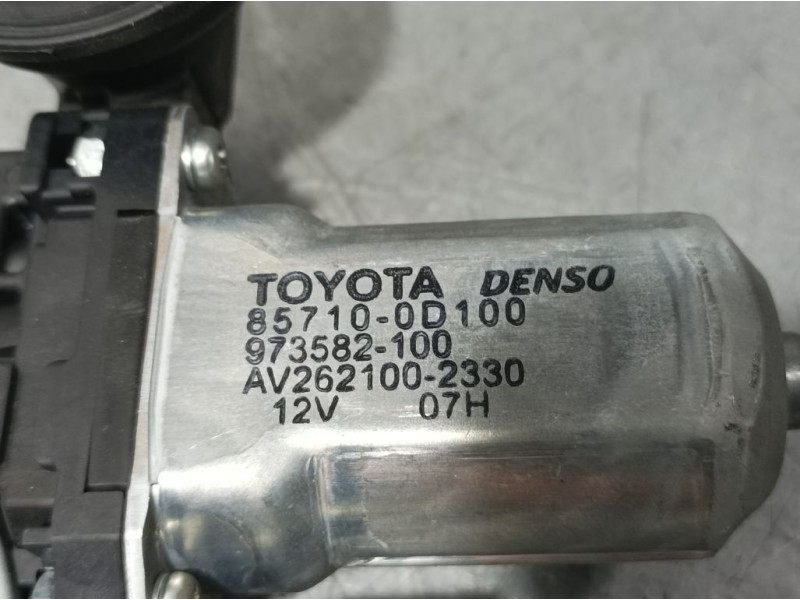 TOYOTA DENSO
85710-0D100
973582-100
AV262100-2330
12V 07H